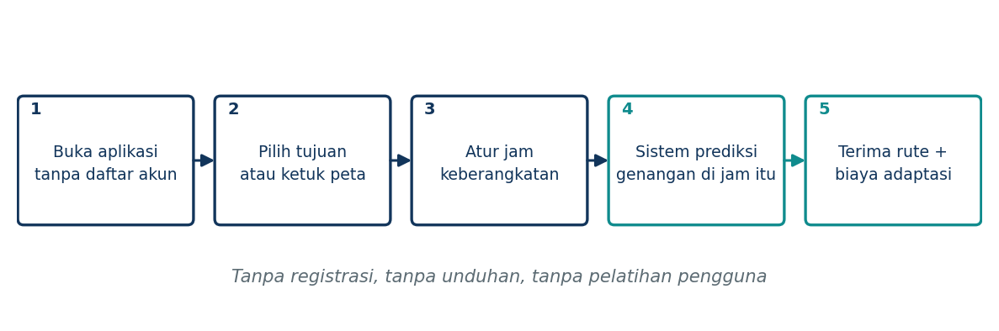 1
Buka aplikasi
tanpa daftar akun
2
Pilih tujuan
atau ketuk peta
3
Atur jam
keberangkatan
4
Sistem prediksi
genangan di jam itu
5
Terima rute +
biaya adaptasi
Tanpa registrasi, tanpa unduhan, tanpa pelatihan pengguna